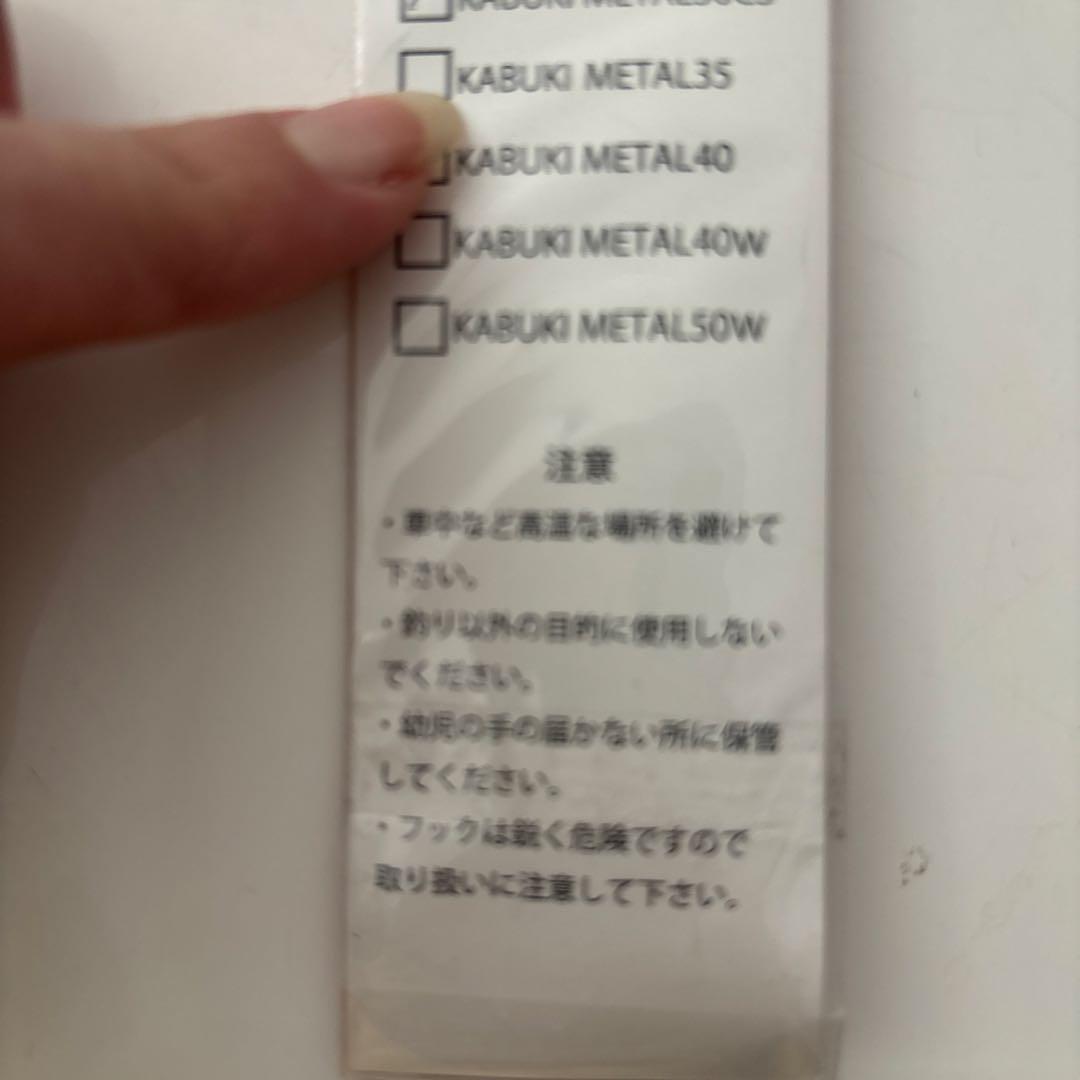 KABUKI METAL35
KABUKI METAL40
KABUKI METAL40W
KABUKI METAL50W
注意
・車中など高温な場所を避けて
下さい。
・釣り以外の目的に使用しない
でください。
・幼児の手の届かない所に保管
してください。
・フックは鋭く危険ですので
取り扱いに注意して下さい。